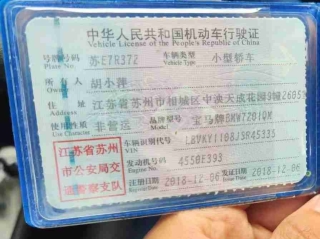 中华人民共和国机动车行驶证
Vehicle License of the People's Republic of China
号牌号码 苏E7R372 车辆类型 小型轿车
Plate No. Vehicle Type
所有人 胡小萍
Owner
住址 江苏省苏州市相城区
Address
使用性质 非营运 品牌型号 宝马牌BMW7201QX
Use Character Model
江苏省苏州
市公安局交
通警察支队
车辆识别代号
VIN
发动机号码
Engine No.
注册日期 2018-12-06 发证日期 2018-12-06
Register Date Issue Date